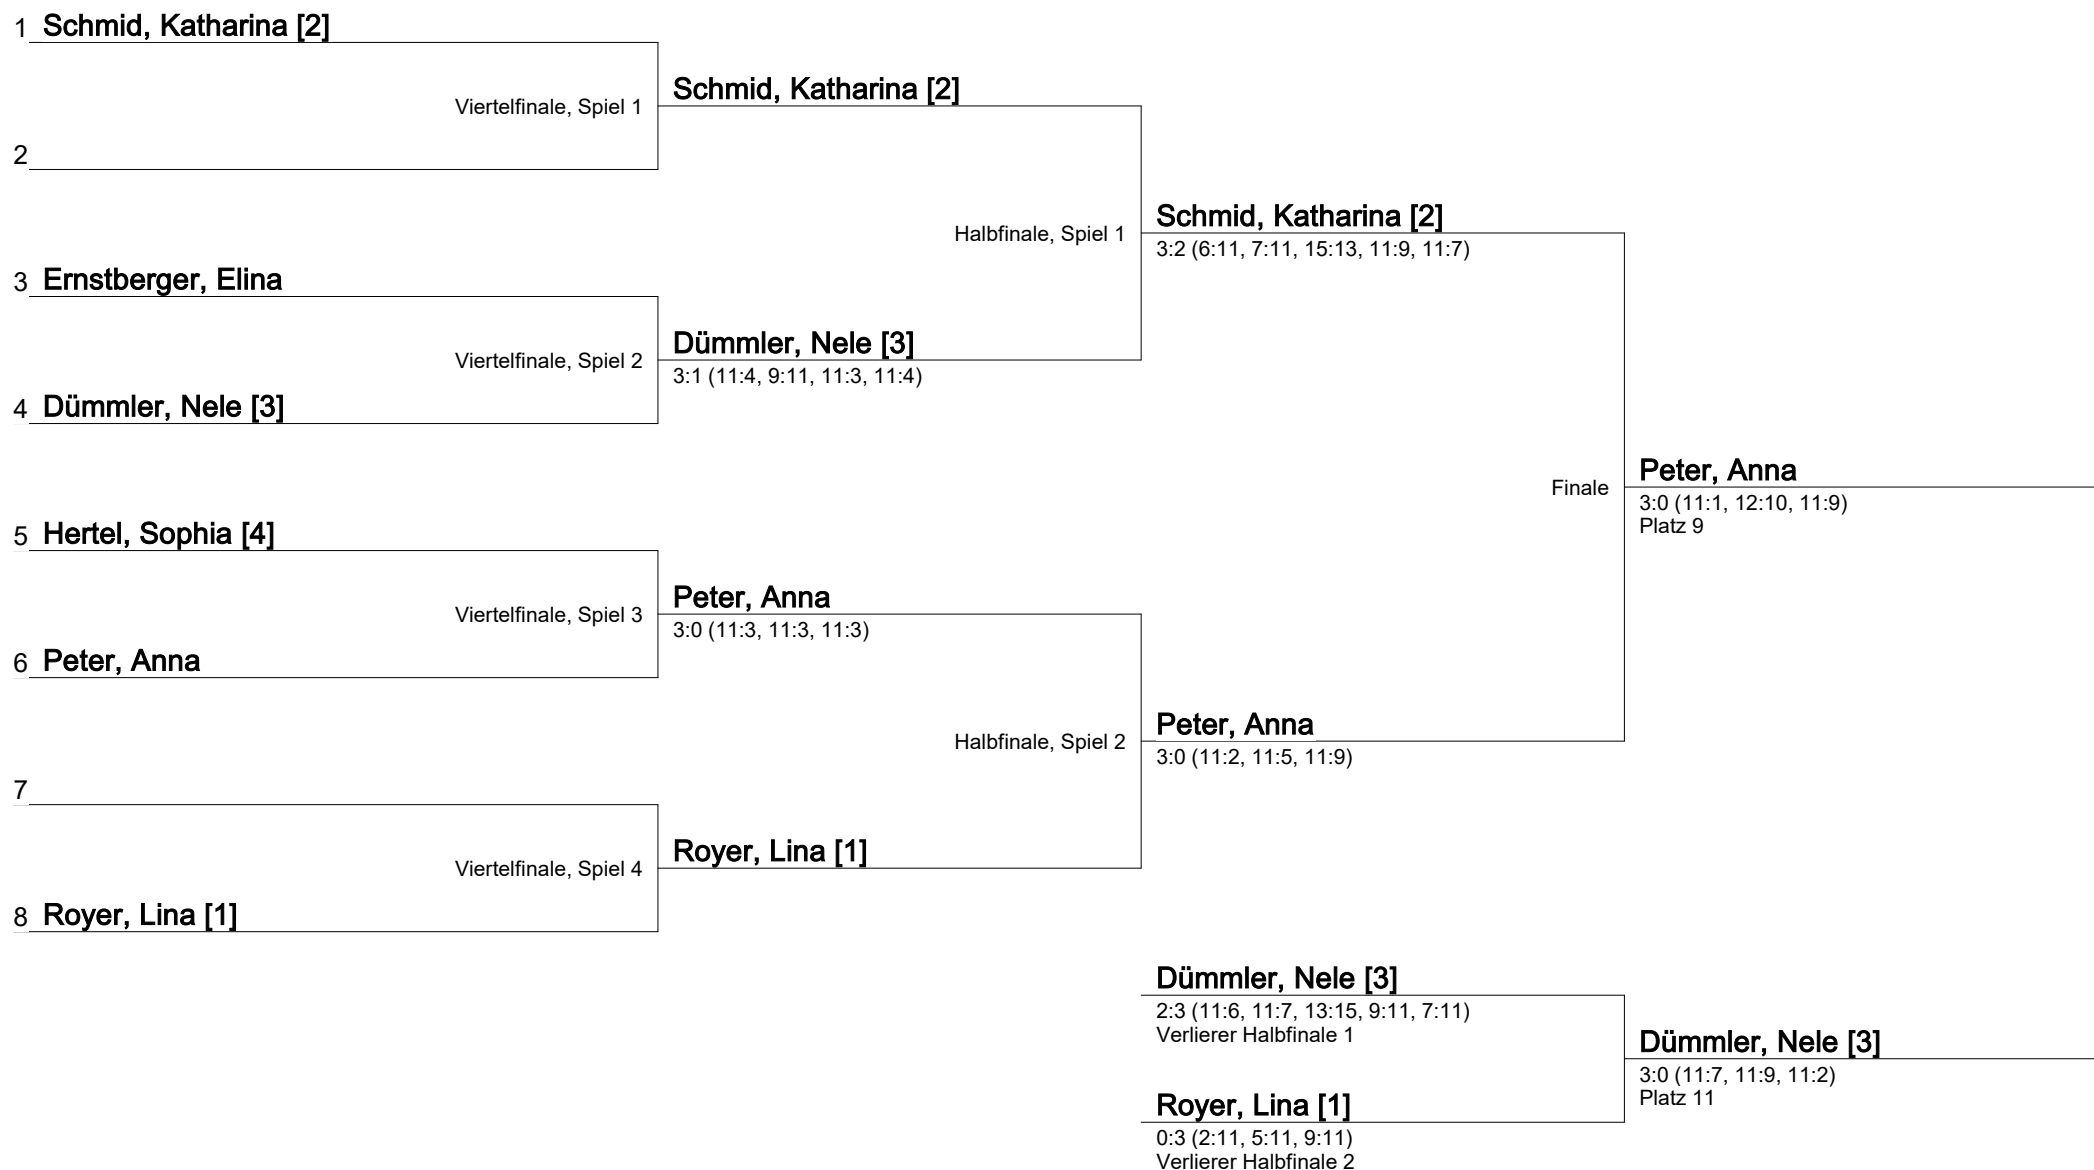 1 Schmid, Katharina [2]
Viertelfinale, Spiel 1
Schmid, Katharina [2]
2
Halbfinale, Spiel 1
Schmid, Katharina [2]
3:2 (6:11, 7:11, 15:13, 11:9, 11:7)
3 Ernstberger, Elina
Viertelfinale, Spiel 2
Dümmler, Nele [3]
3:1 (11:4, 9:11, 11:3, 11:4)
4 Dümmler, Nele [3]
Finale
Peter, Anna
3:0 (11:1, 12:10, 11:9)
Platz 9
5 Hertel, Sophia [4]
Viertelfinale, Spiel 3
Peter, Anna
3:0 (11:3, 11:3, 11:3)
6 Peter, Anna
Halbfinale, Spiel 2
Peter, Anna
3:0 (11:2, 11:5, 11:9)
7
Viertelfinale, Spiel 4
Royer, Lina [1]
8 Royer, Lina [1]
Dümmler, Nele [3]
2:3 (11:6, 11:7, 13:15, 9:11, 7:11)
Verlierer Halbfinale 1
Dümmler, Nele [3]
3:0 (11:7, 11:9, 11:2)
Platz 11
Royer, Lina [1]
0:3 (2:11, 5:11, 9:11)
Verlierer Halbfinale 2